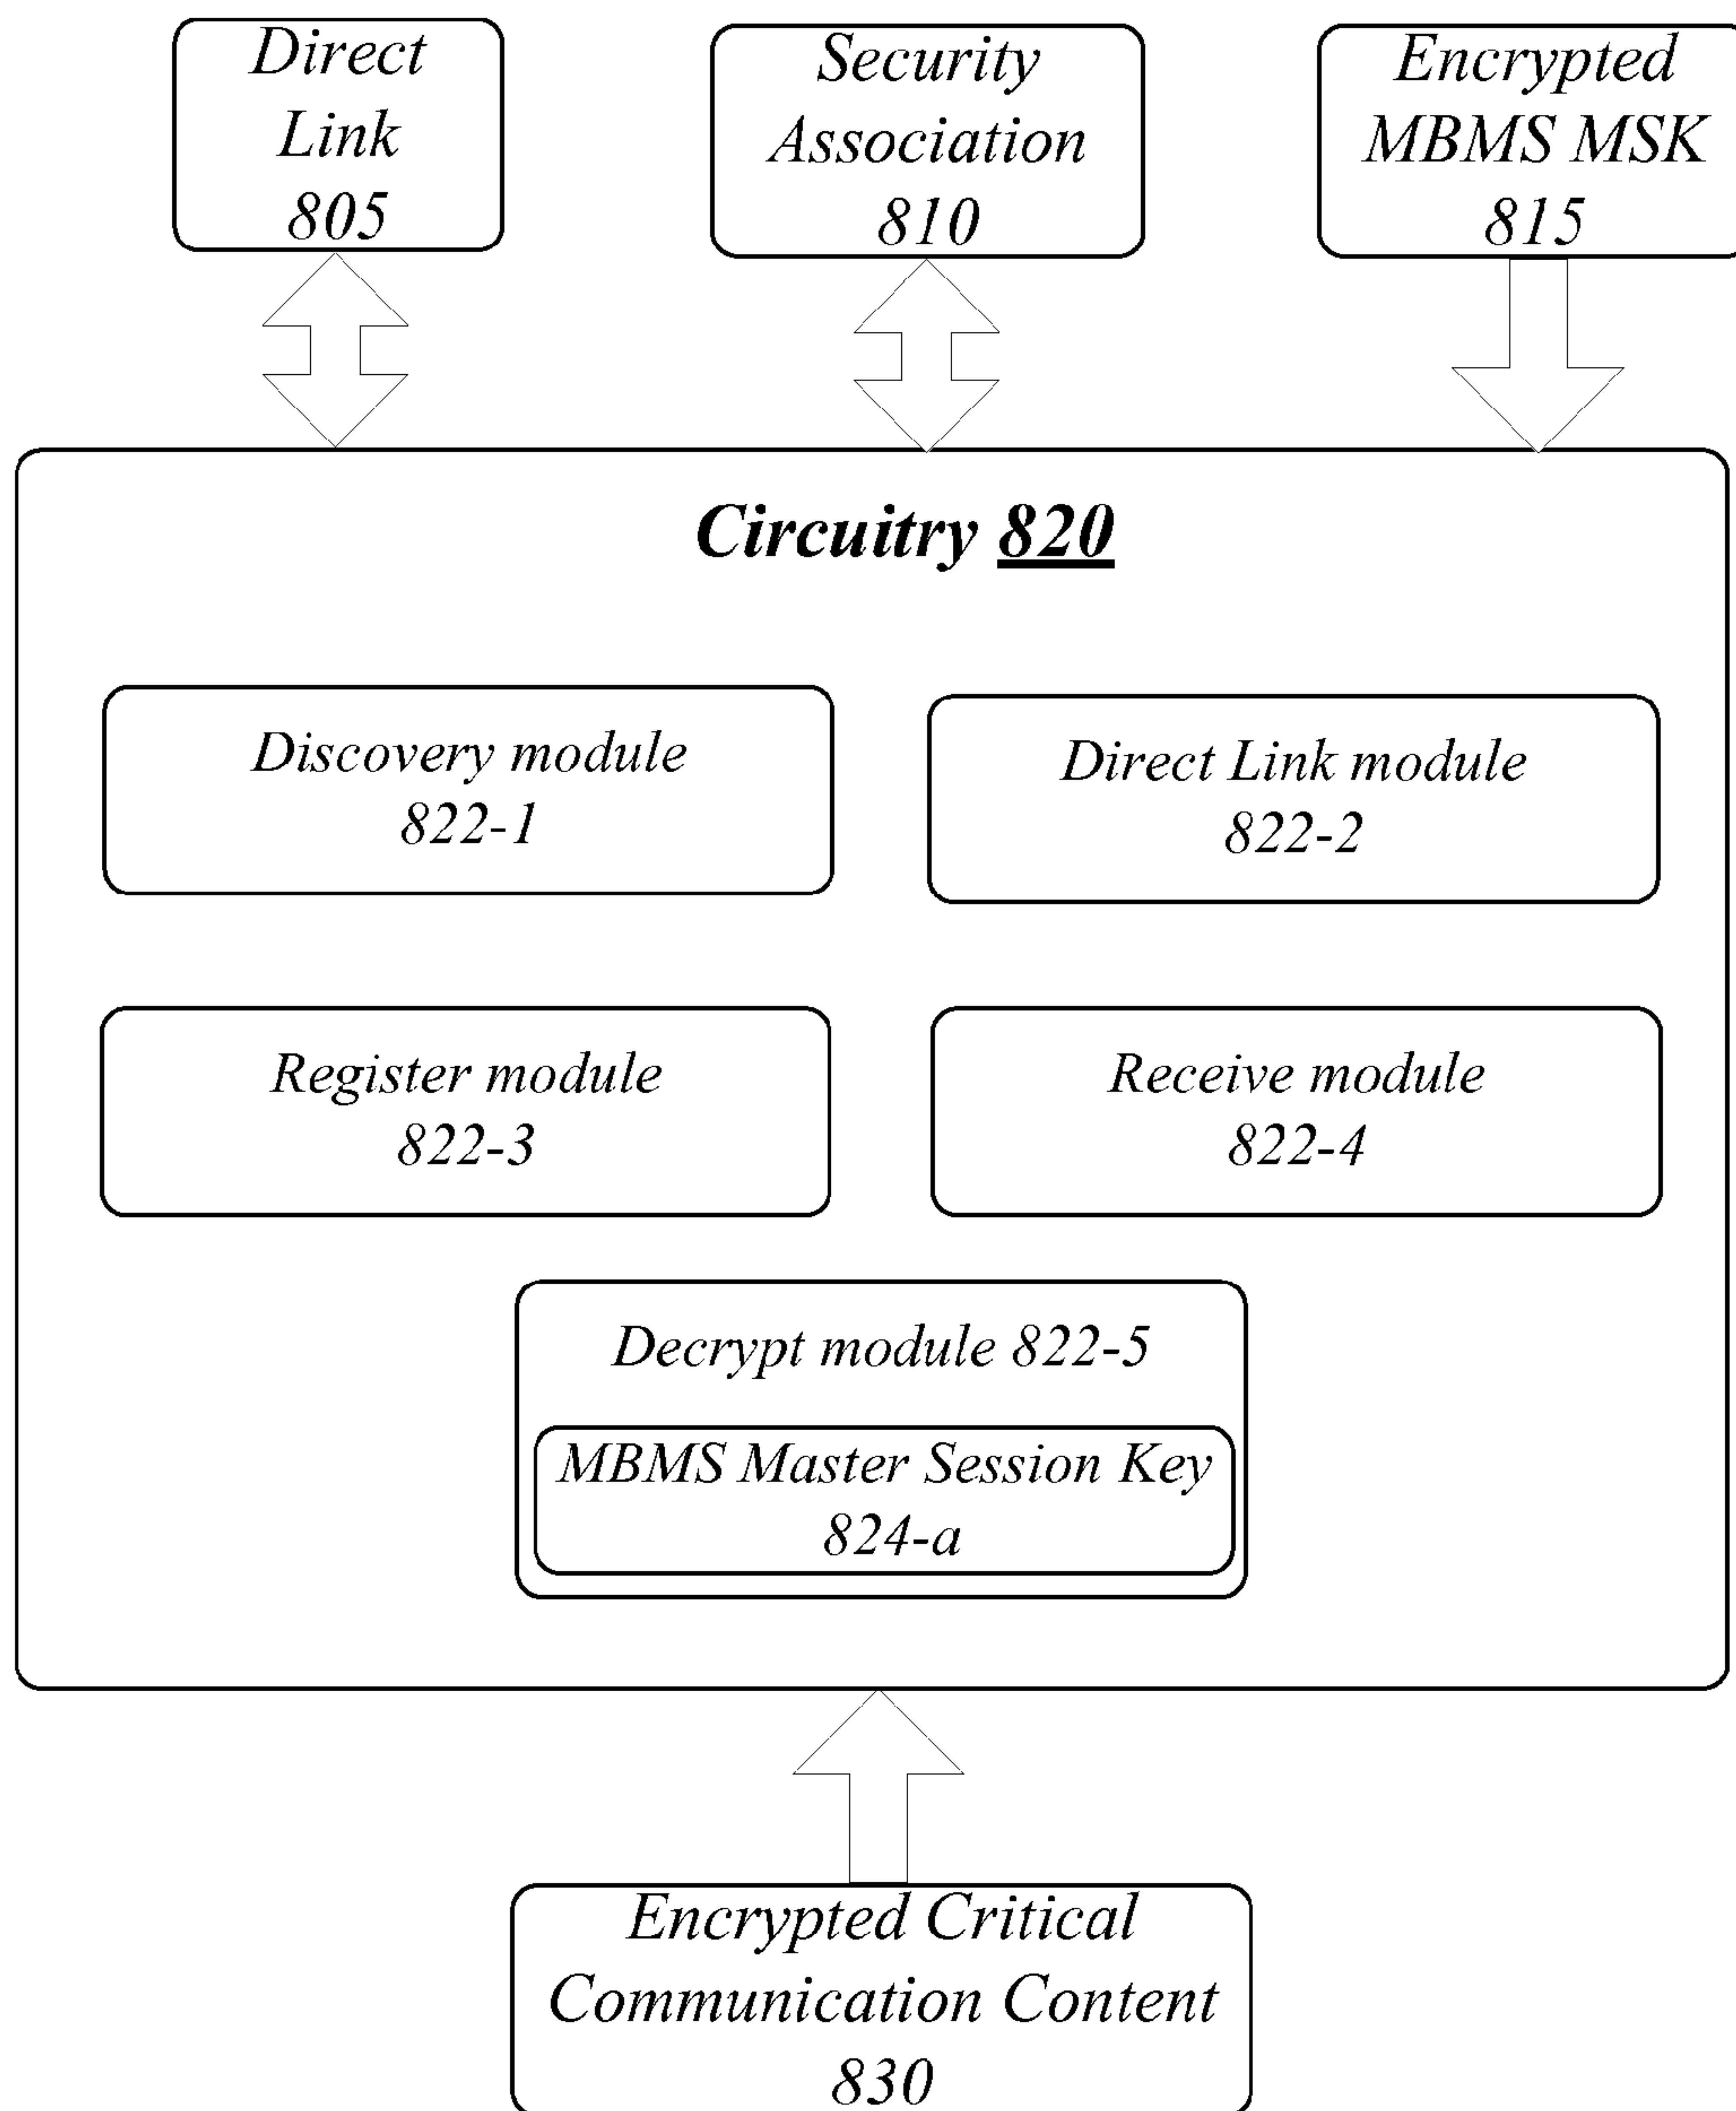 Direct
Link
805
Security
Association
810
Encrypted
MBMS MSK
815
Circuitry 820
Discovery module
822-1
Direct Link module
822-2
Register module
822-3
Receive module
822-4
Decrypt module 822-5
MBMS Master Session Key
824-a
Encrypted Critical
Communication Content
830